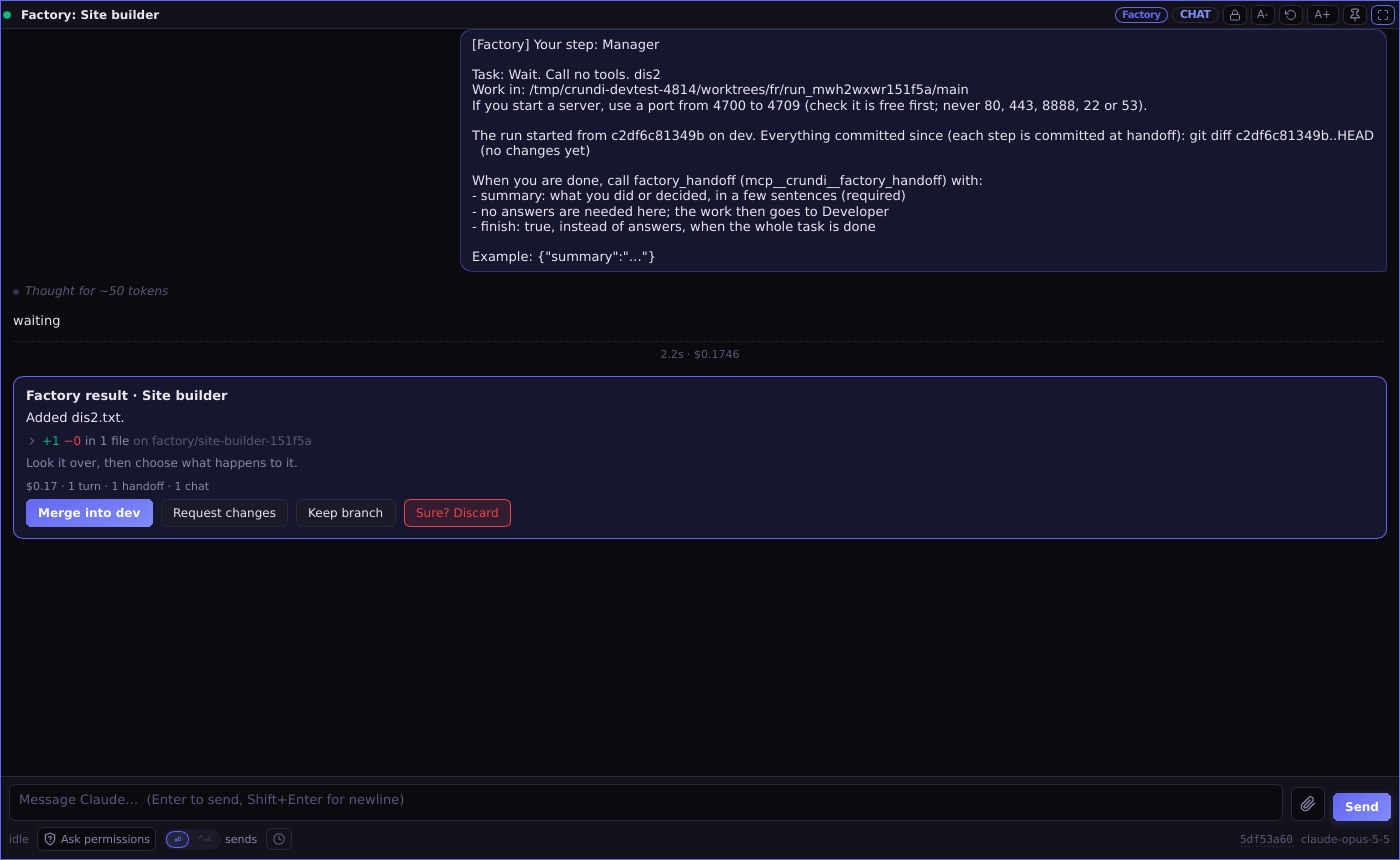 Factory: Site builder
Factory CHAT A- A+
[Factory] Your step: Manager
Task: Wait. Call no tools. dis2
Work in: /tmp/crundi-devtest-4814/worktrees/fr/run_mwh2wxwr151f5a/main
If you start a server, use a port from 4700 to 4709 (check it is free first; never 80, 443, 8888, 22 or 53).
The run started from c2df6c81349b on dev. Everything committed since (each step is committed at handoff): git diff c2df6c81349b..HEAD
(no changes yet)
When you are done, call factory_handoff (mcp__crundi__factory_handoff) with:
- summary: what you did or decided, in a few sentences (required)
- no answers are needed here; the work then goes to Developer
- finish: true, instead of answers, when the whole task is done
Example: {"summary":"…"}
Thought for ~50 tokens
waiting
2.2s · $0.1746
Factory result · Site builder
Added dis2.txt.
+1 −0 in 1 file on factory/site-builder-151f5a
Look it over, then choose what happens to it.
$0.17 · 1 turn · 1 handoff · 1 chat
Merge into dev Request changes Keep branch Sure? Discard
Message Claude… (Enter to send, Shift+Enter for newline)
Send
idle Ask permissions ⏎ ^⏎ sends 5df53a60 claude-opus-5-5